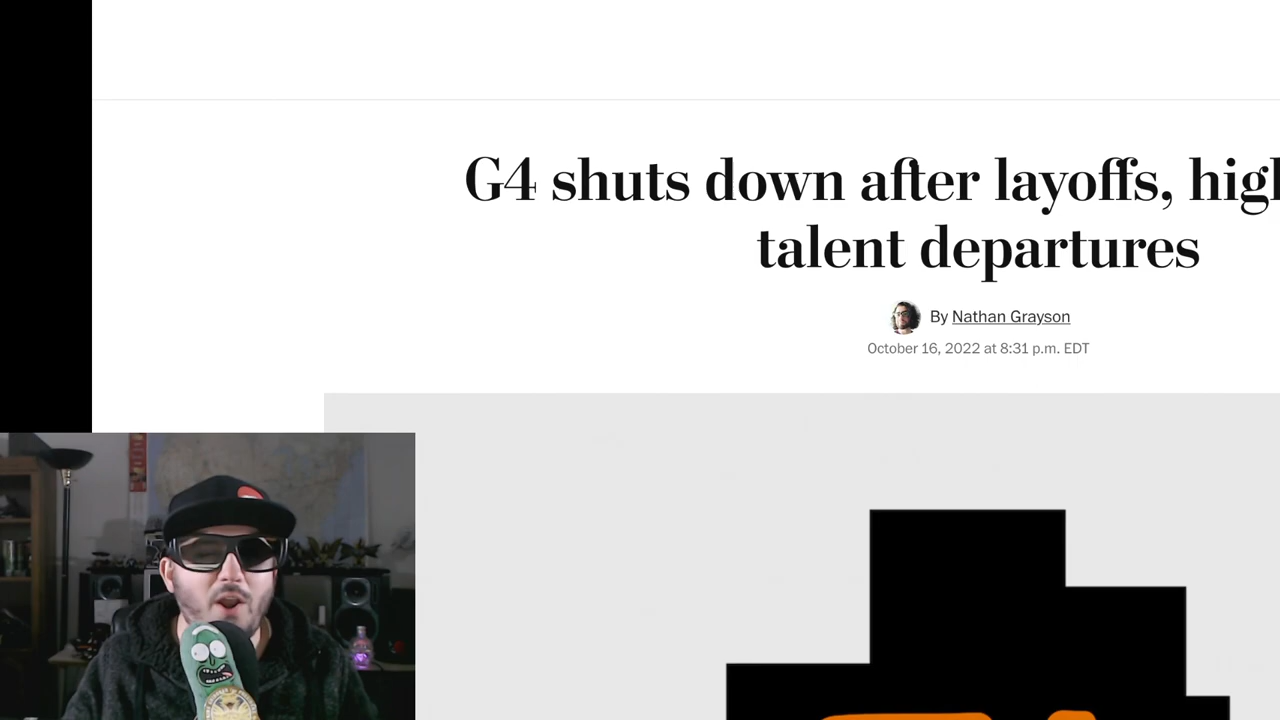 G4 shuts down after layoffs,
talent departures
By Nathan Grayson
October 16, 2022 at 8:31 p.m. EDT